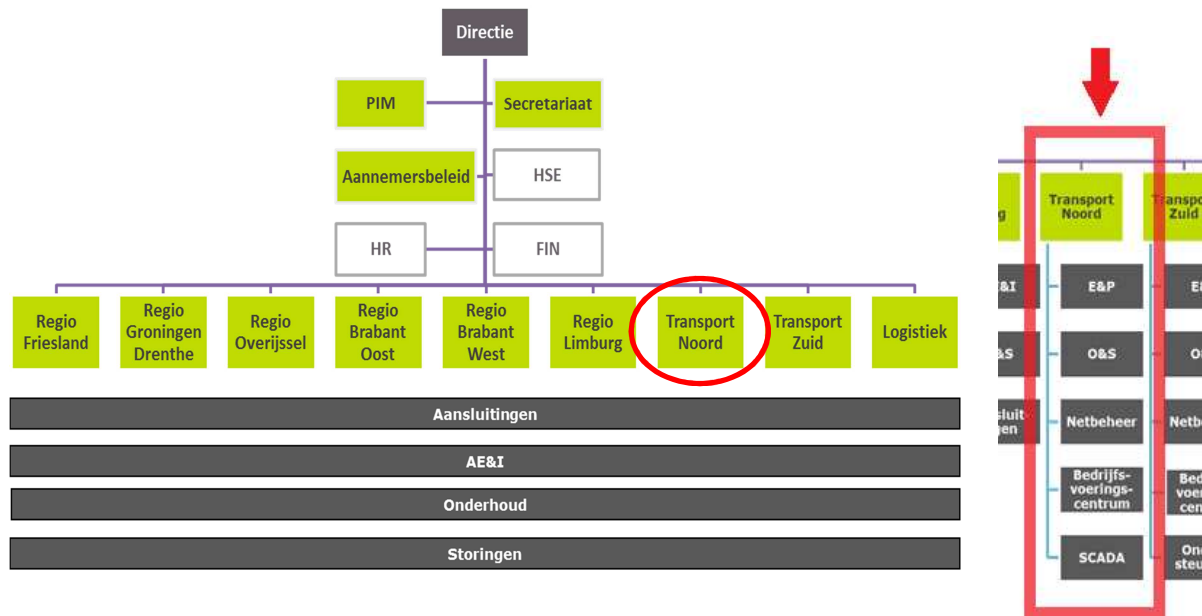 Directie
PIM
Secretariaat
Aannemersbeleid
HSE
HR
FIN
Regio
Friesland
Regio
Groningen
Drenthe
Regio
Overijssel
Regio
Brabant
Oost
Regio
Brabant
West
Regio
Limburg
Transport
Noord
Transport
Zuid
Logistiek
Aansluitingen
AE&I
Onderhoud
Storingen
g
Transport
Noord
Zuid
E&P
O&S
Netbeheer
Bedrijfs-
voerings-
centrum
SCADA